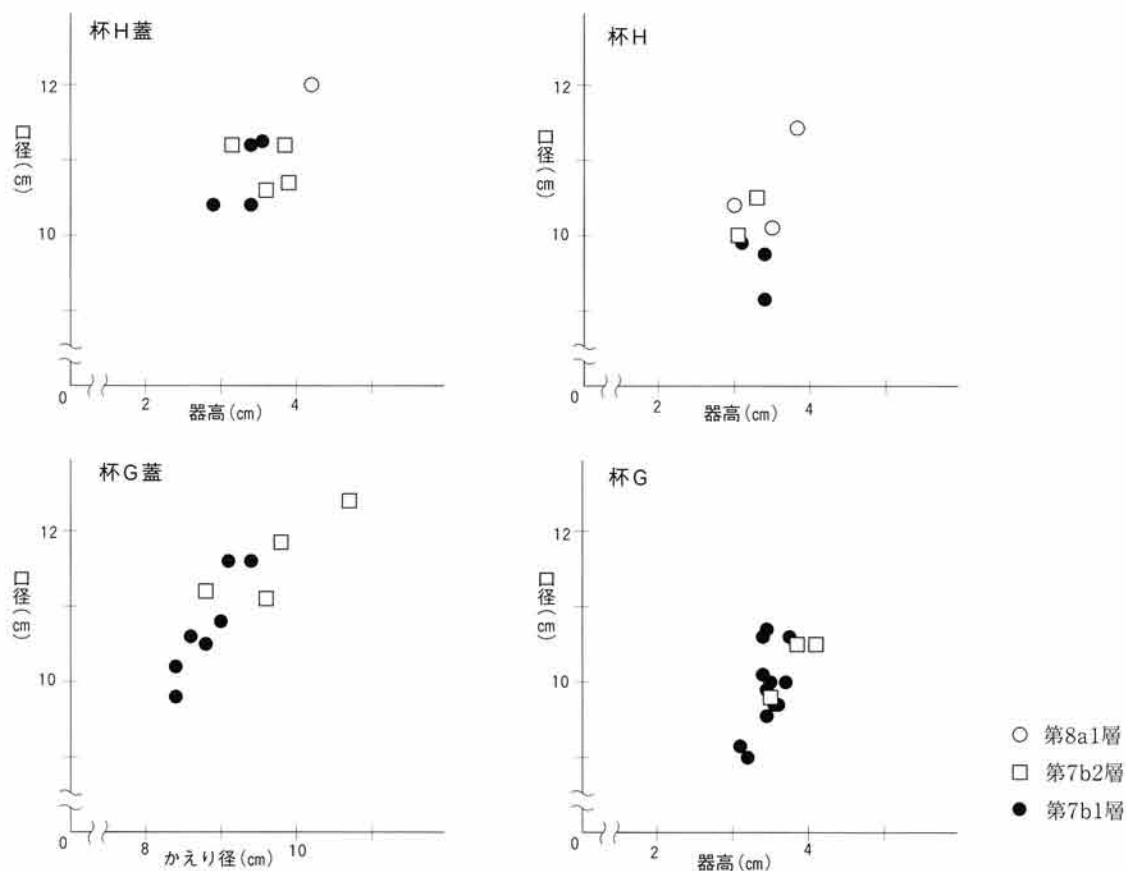 杯H蓋
12
口径(cm)
10
0
2
4
器高(cm)
杯H
12
口径(cm)
10
0
2
4
器高(cm)
杯G蓋
12
口径(cm)
10
0
8
10
かえり径(cm)
杯G
12
口径(cm)
10
0
2
4
器高(cm)
○ 第8a1層
□ 第7b2層
● 第7b1層